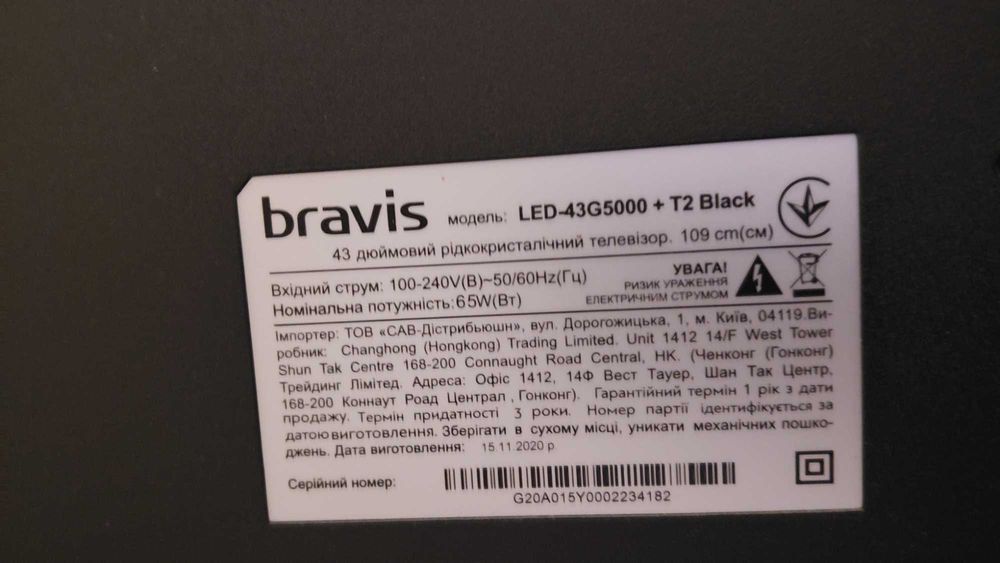 bravis модель: LED-43G5000 + T2 Black
43 дюймовий рідкокристалічний телевізор. 109 cm(см)
Вхідний струм: 100-240V(В)~50/60Hz(Гц)
Номінальна потужність:65W(Вт)
УВАГА!
РИЗИК УРАЖЕННЯ
ЕЛЕКТРИЧНИМ СТРУМОМ
Імпортер: ТОВ «САВ-Дістрибьюшн», вул. Дорогожицька, 1, м. Київ, 04119.Ви-
робник: Changhong (Hongkong) Trading Limited. Unit 1412 14/F West Tower
Shun Tak Centre 168-200 Connaught Road Central, HK. (Ченконг (Гонконг)
Трейдинг Лімітед. Адреса: Офіс 1412, 14Ф Вест Тауер, Шан Так Центр,
168-200 Коннаут Роад Централ , Гонконг). Гарантійний термін 1 рік з дати
продажу. Термін придатності 3 роки. Номер партії ідентифікується за
датоювиготовлення. Зберігати в сухому місці, уникати механічних пошко-
джень. Дата виготовлення: 15.11.2020 р
Серійний номер:
G20A015Y0002234182